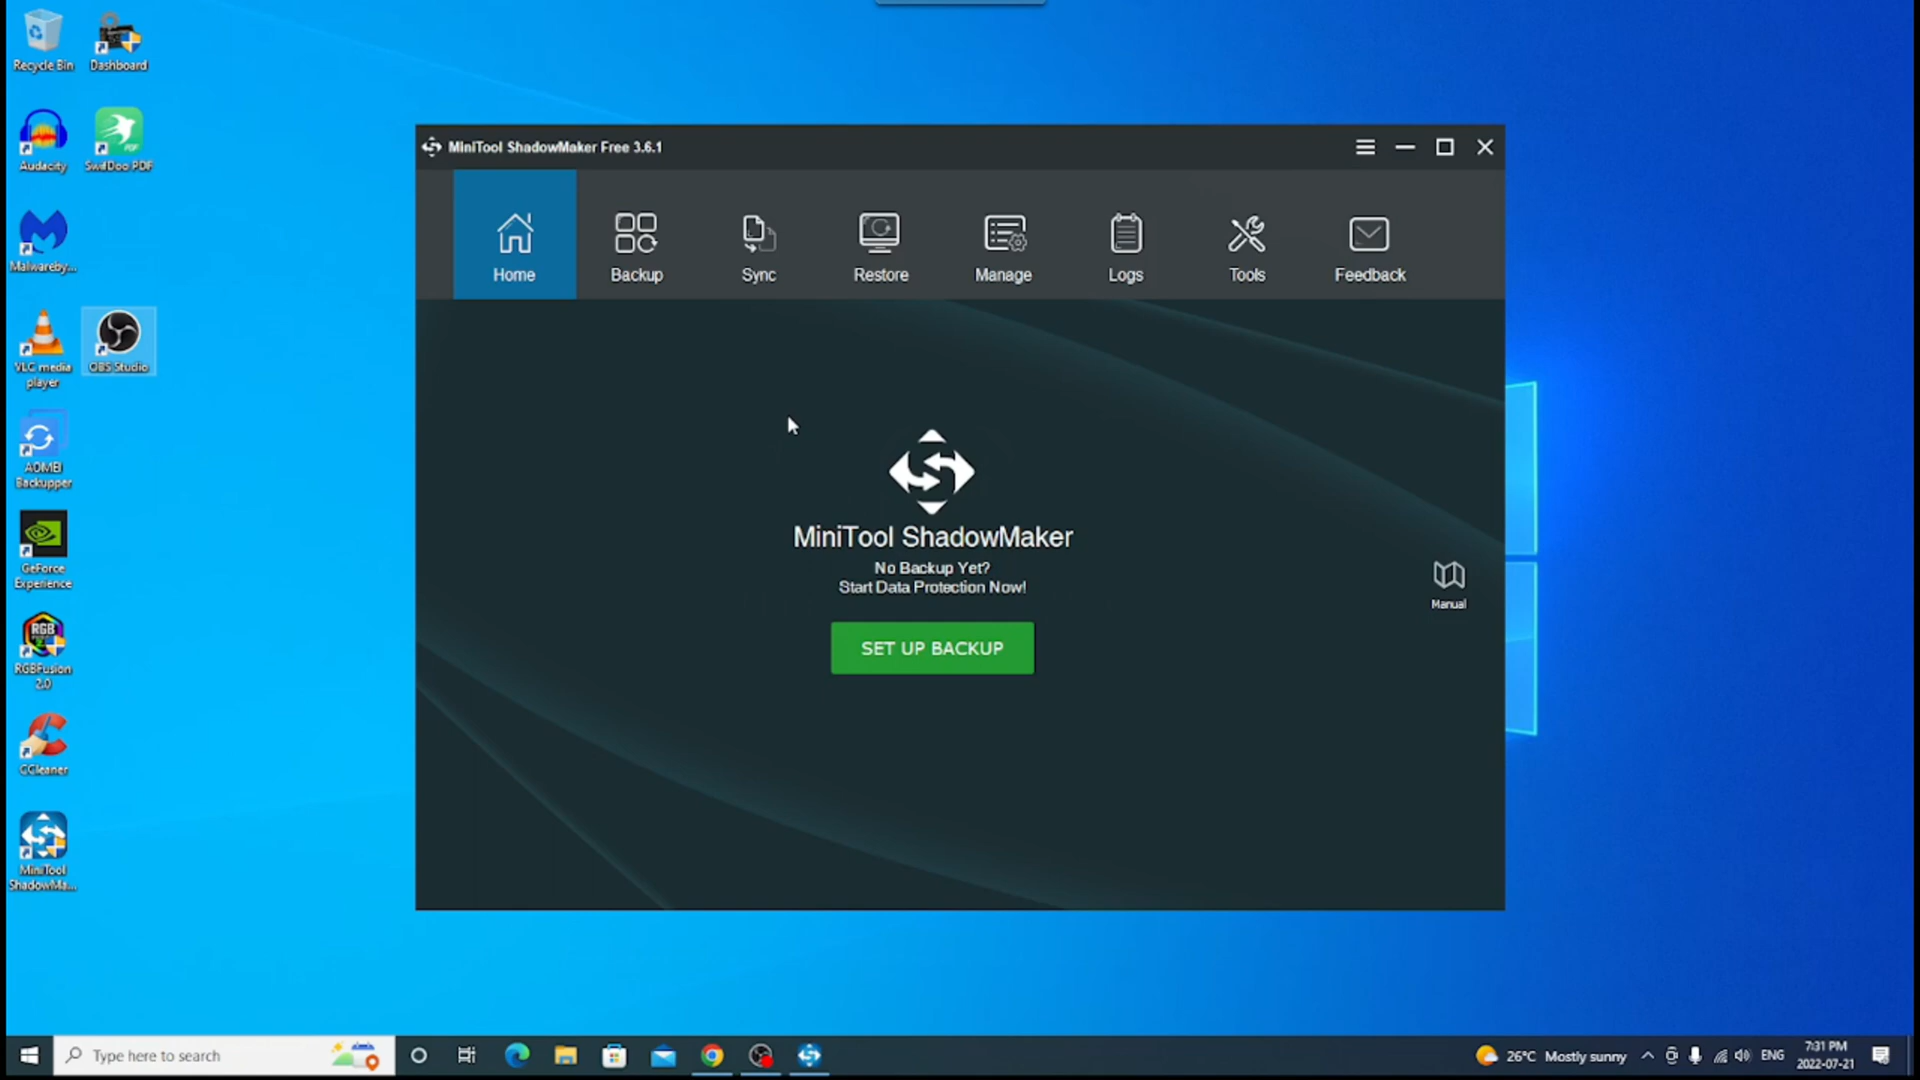 Recycle Bin
Dashboard
Audacity
SwifDoo PDF
Malwareby...
VLC media
player
OBS Studio
AOMEI
Backupper
GeForce
Experience
RGB
RGBFusion
2.0
CCleaner
MiniTool
ShadowMa...
MiniTool ShadowMaker Free 3.6.1
Home
Backup
Sync
Restore
Manage
Logs
Tools
Feedback
MiniTool ShadowMaker
No Backup Yet?
Start Data Protection Now!
SET UP BACKUP
Manual
Type here to search
26°C Mostly sunny
ENG
7:31 PM
2022-07-21